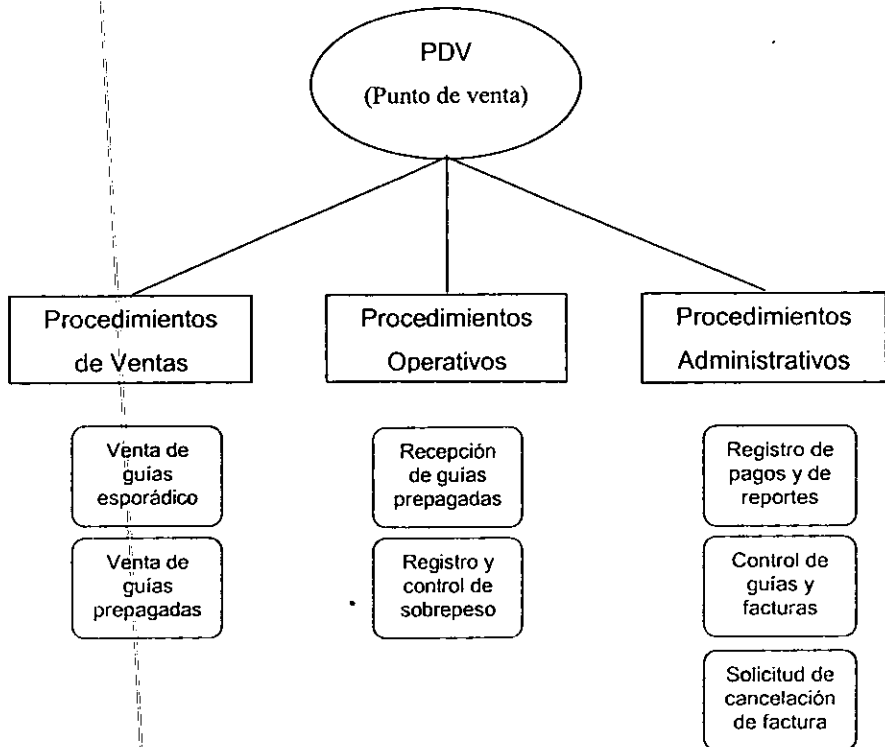 PDV
(Punto de venta)
Procedimientos
de Ventas
Procedimientos
Operativos
Procedimientos
Administrativos
Venta de
guías
esporádico
Venta de
guías
prepagadas
Recepción
de guías
prepagadas
Registro y
control de
sobrepeso
Registro de
pagos y de
reportes
Control de
guías y
facturas
Solicitud de
cancelación
de factura